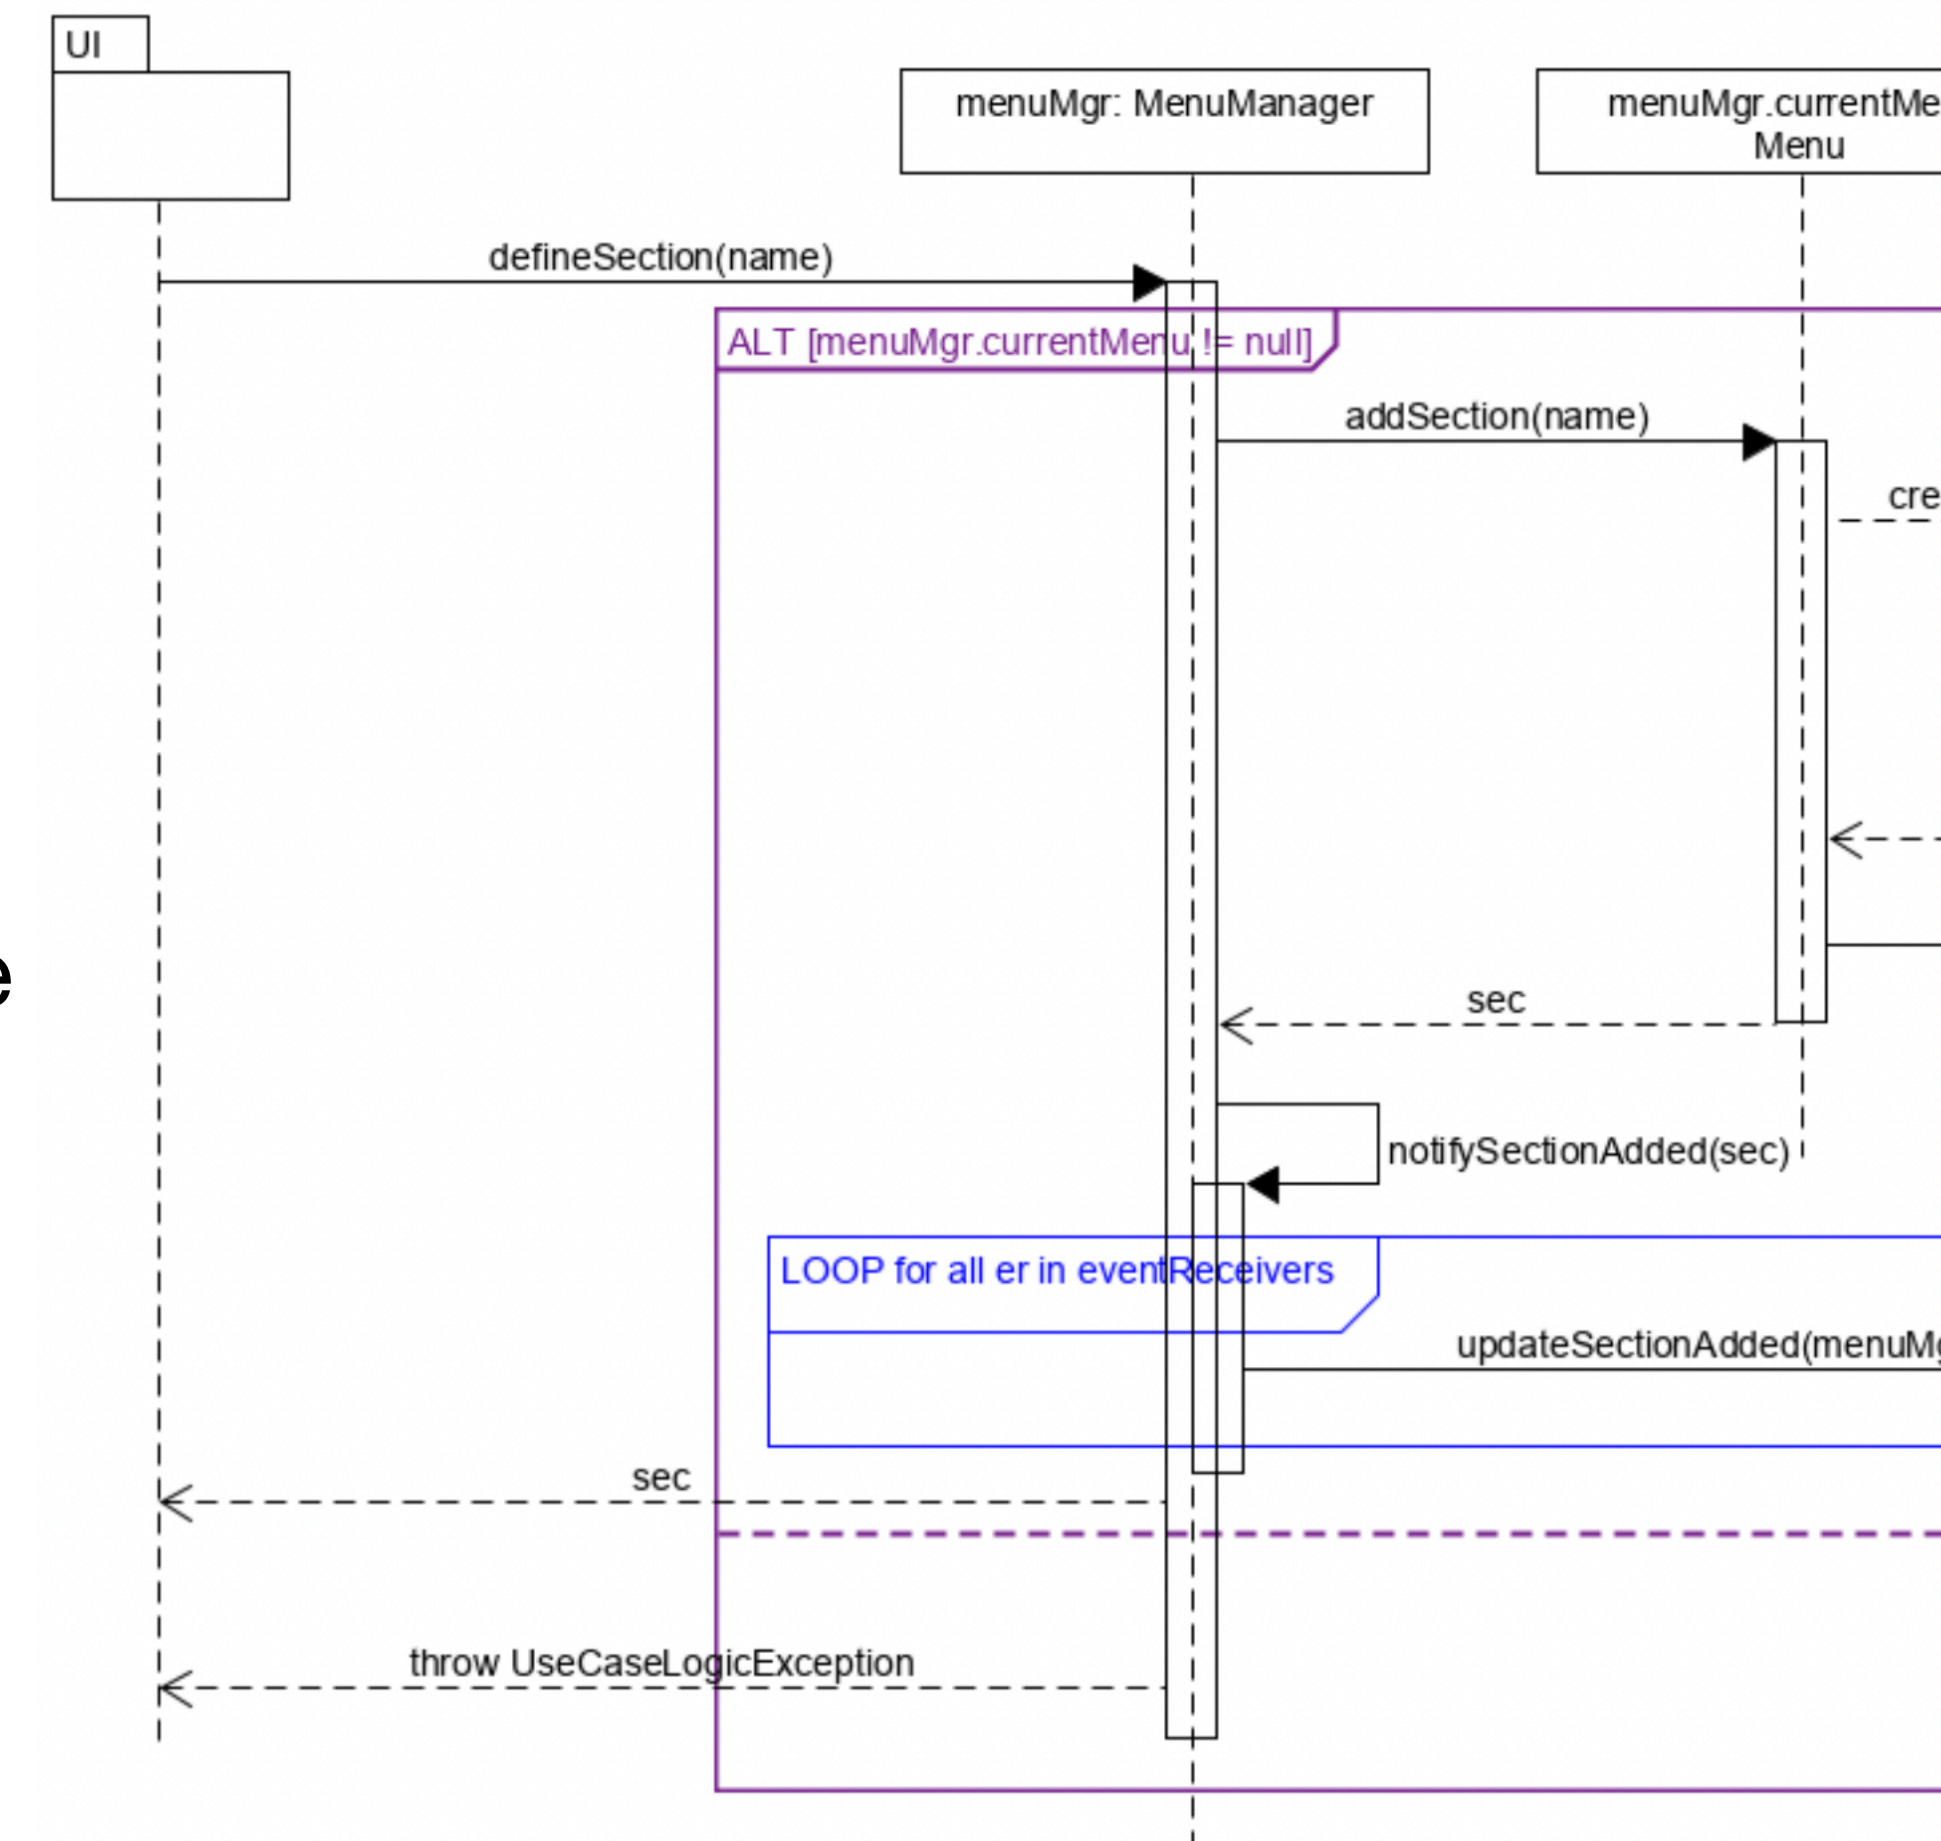 UI
menuMgr: MenuManager
menuMgr.currentMe
Menu
defineSection(name)
ALT [menuMgr.currentMenu != null]
addSection(name)
cre
e
sec
notifySectionAdded(sec)
LOOP for all er in eventReceivers
updateSectionAdded(menuMg
sec
throw UseCaseLogicException